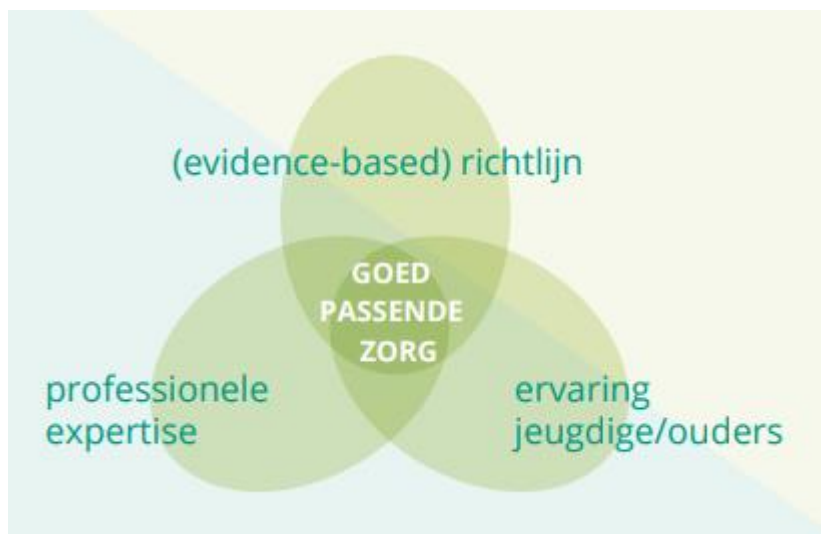 (evidence-based) richtlijn
GOED
PASSENDE
ZORG
professionele
expertise
ervaring
jeugdige/ouders